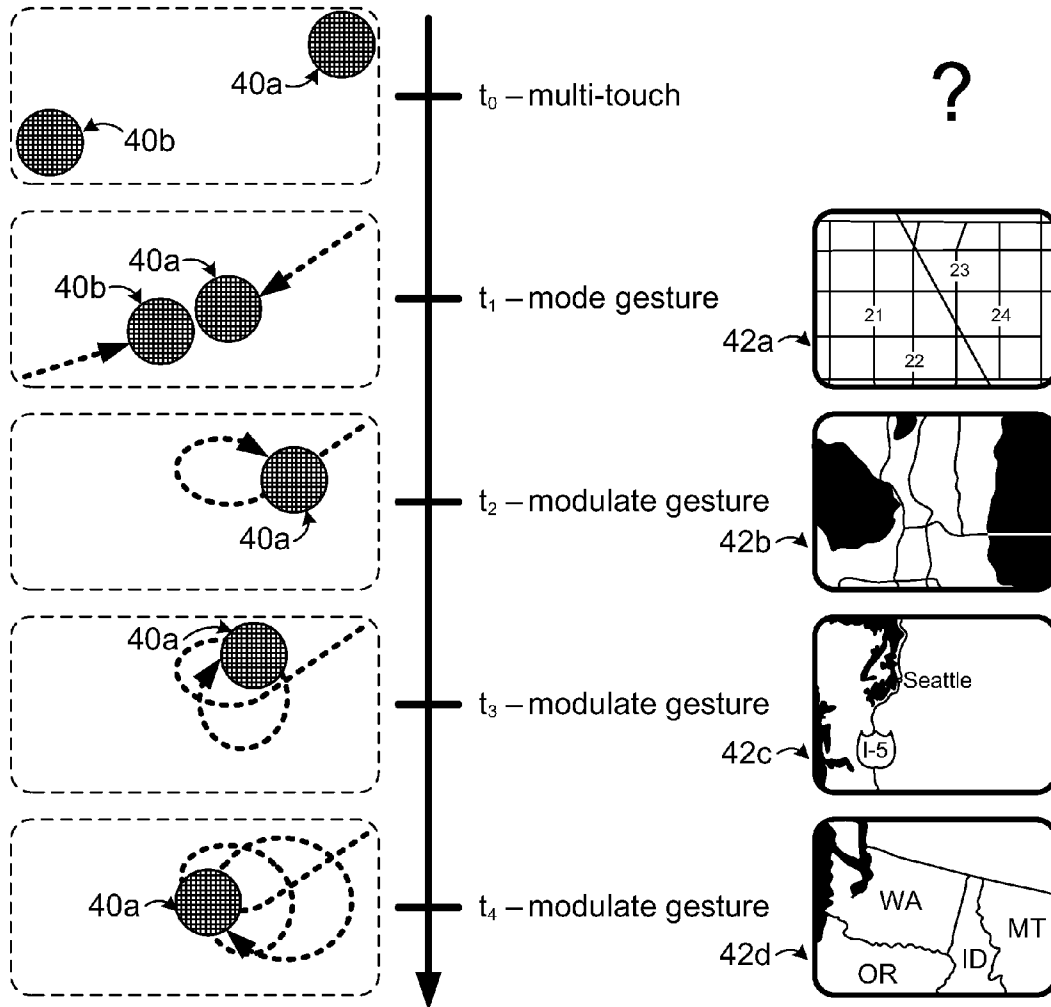 40a
40b
t0 – multi-touch
?
40a
40b
t1 – mode gesture
42a
23
21
24
22
40a
t2 – modulate gesture
42b
40a
t3 – modulate gesture
42c
Seattle
I-5
40a
t4 – modulate gesture
42d
WA
MT
ID
OR